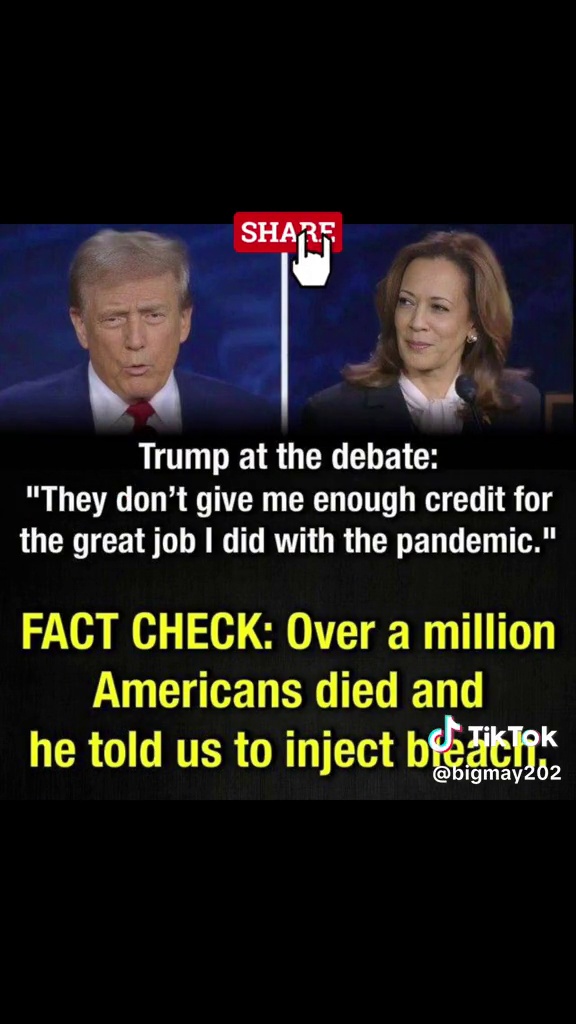 SHARE
Trump at the debate:
"They don’t give me enough credit for
the great job I did with the pandemic."
FACT CHECK: Over a million
Americans died and
he told us to inject bleach.
TikTok
@bigmay202